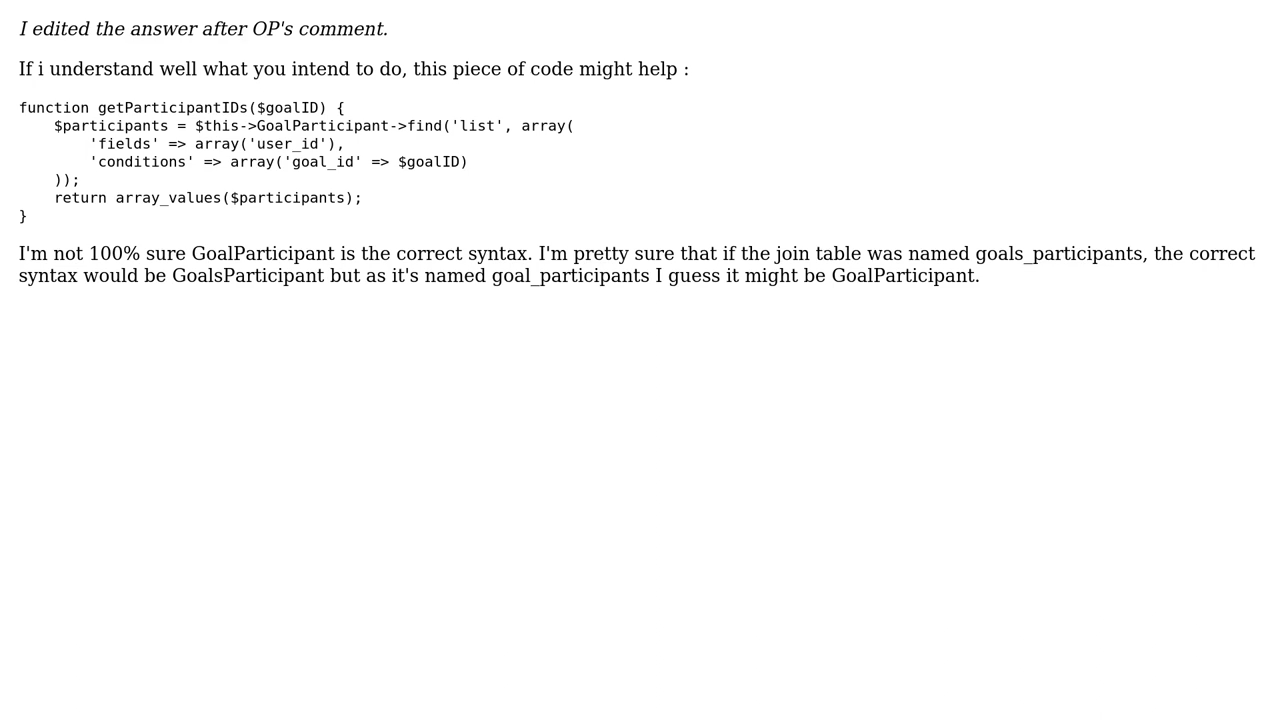 I edited the answer after OP's comment.
If i understand well what you intend to do, this piece of code might help :
function getParticipantIDs($goalID) {
    $participants = $this->GoalParticipant->find('list', array(
        'fields' => array('user_id'),
        'conditions' => array('goal_id' => $goalID)
    ));
    return array_values($participants);
}
I'm not 100% sure GoalParticipant is the correct syntax. I'm pretty sure that if the join table was named goals_participants, the correct
syntax would be GoalsParticipant but as it's named goal_participants I guess it might be GoalParticipant.